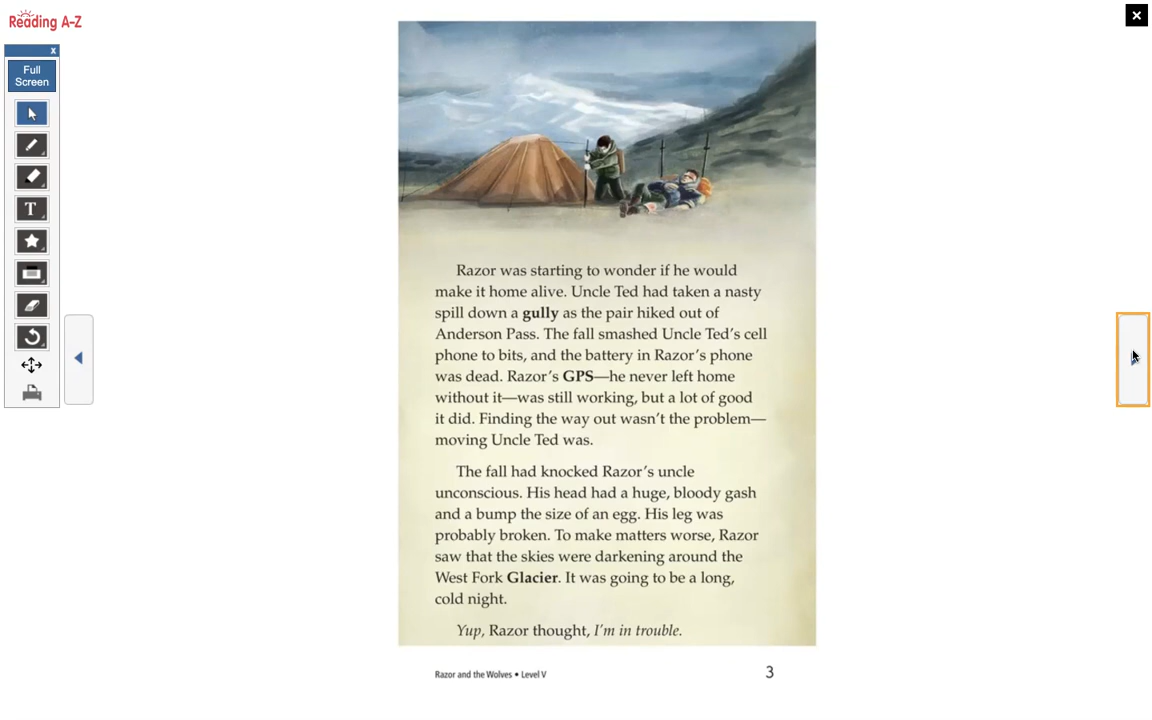 Reading A-Z
x
Full
Screen
T
Razor was starting to wonder if he would
make it home alive. Uncle Ted had taken a nasty
spill down a gully as the pair hiked out of
Anderson Pass. The fall smashed Uncle Ted's cell
phone to bits, and the battery in Razor's phone
was dead. Razor's GPS—he never left home
without it—was still working, but a lot of good
it did. Finding the way out wasn't the problem—
moving Uncle Ted was.
The fall had knocked Razor's uncle
unconscious. His head had a huge, bloody gash
and a bump the size of an egg. His leg was
probably broken. To make matters worse, Razor
saw that the skies were darkening around the
West Fork Glacier. It was going to be a long,
cold night.
Yup, Razor thought, I'm in trouble.
Razor and the Wolves • Level V
3